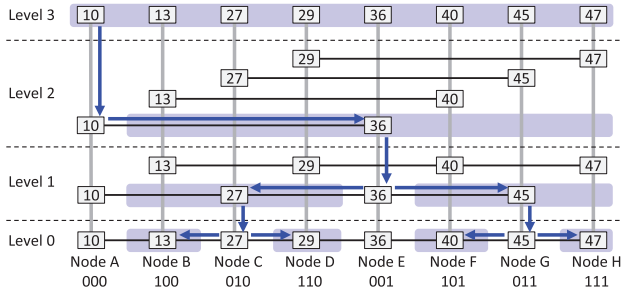 Level 3 10 13 27 29 36 40 45 47
29 47
27 45
Level 2
13 40
10 36
13 29 40 47
Level 1
10 27 36 45
Level 0 10 13 27 29 36 40 45 47
Node A Node B Node C Node D Node E Node F Node G Node H
000 100 010 110 001 101 011 111